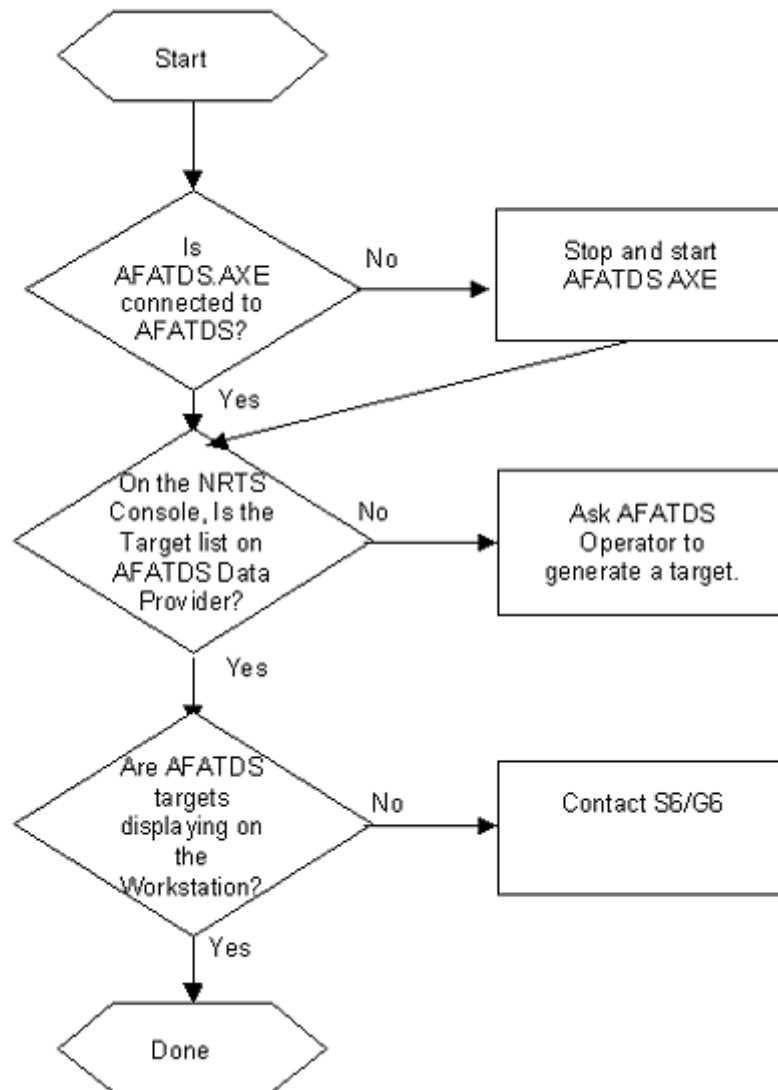 Start
Is
AFATDS.AXE
connected to
AFATDS?
No
Stop and start
AFATDS AXE
Yes
On the NRTS
Console, Is the
Target list on
AFATDS Data
Provider?
No
Ask AFATDS
Operator to
generate a target.
Yes
Are AFATDS
targets
displaying on
the
Workstation?
No
Contact S6/G6
Yes
Done